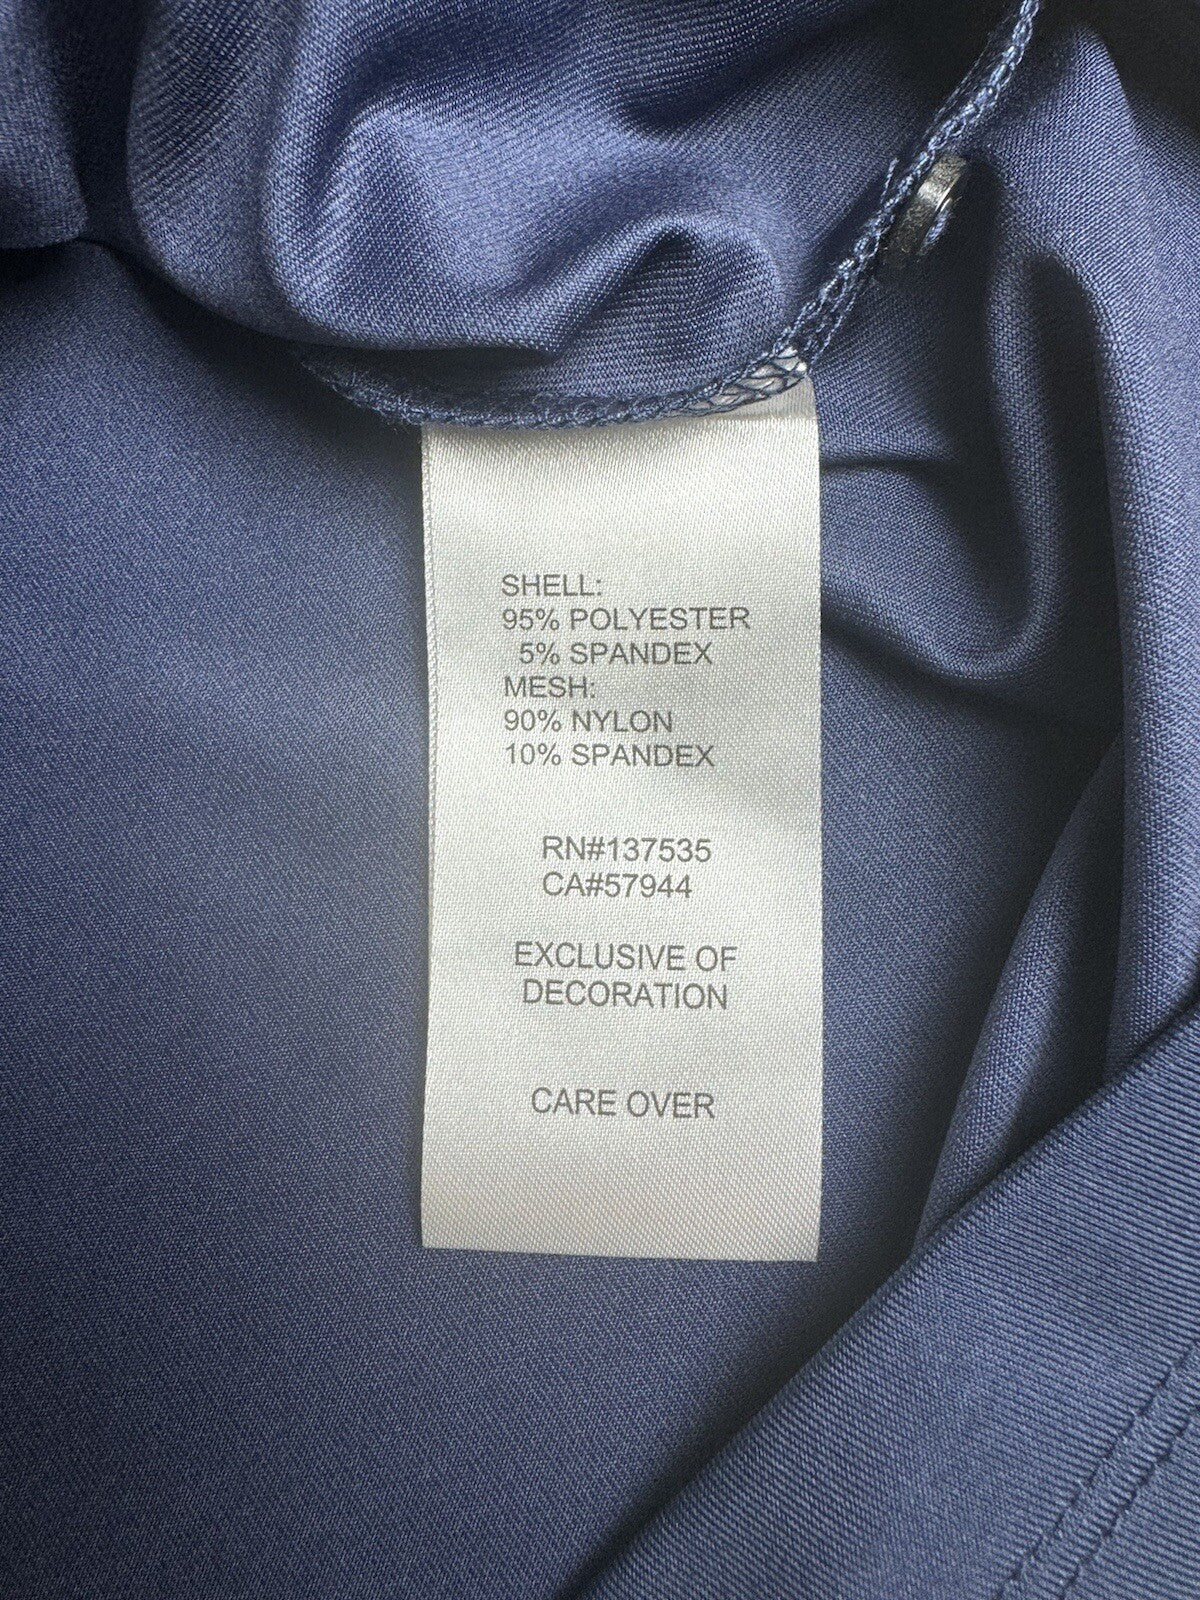 SHELL:
95% POLYESTER
5% SPANDEX
MESH:
90% NYLON
10% SPANDEX
RN#137535
CA#57944
EXCLUSIVE OF
DECORATION
CARE OVER